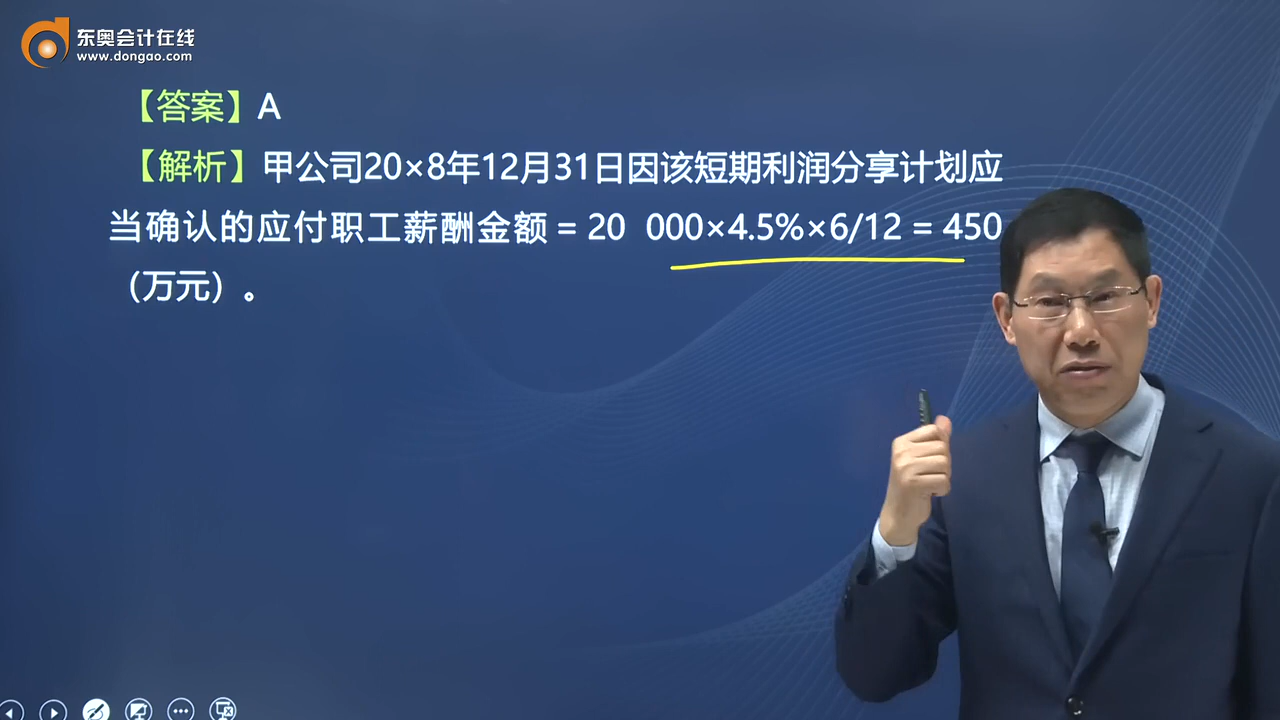 东奥会计在线
www.dongao.com
【答案】A
【解析】甲公司20×8年12月31日因该短期利润分享计划应
当确认的应付职工薪酬金额 = 20 000×4.5%×6/12 = 450
（万元）。